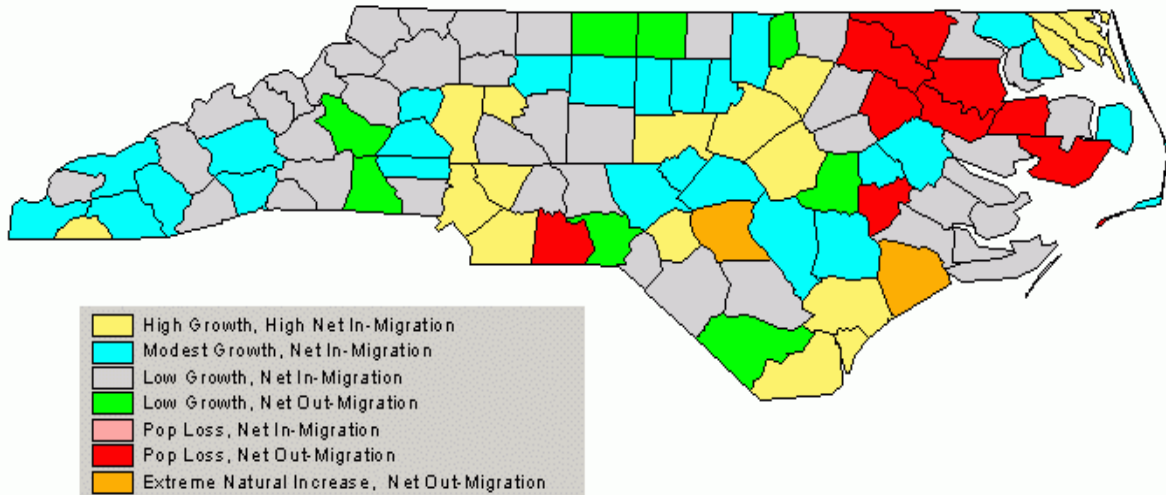 High Growth, High Net In-Migration
Modest Growth, Net In-Migration
Low Growth, Net In-Migration
Low Growth, Net Out-Migration
Pop Loss, Net In-Migration
Pop Loss, Net Out-Migration
Extreme Natural Increase, Net Out-Migration